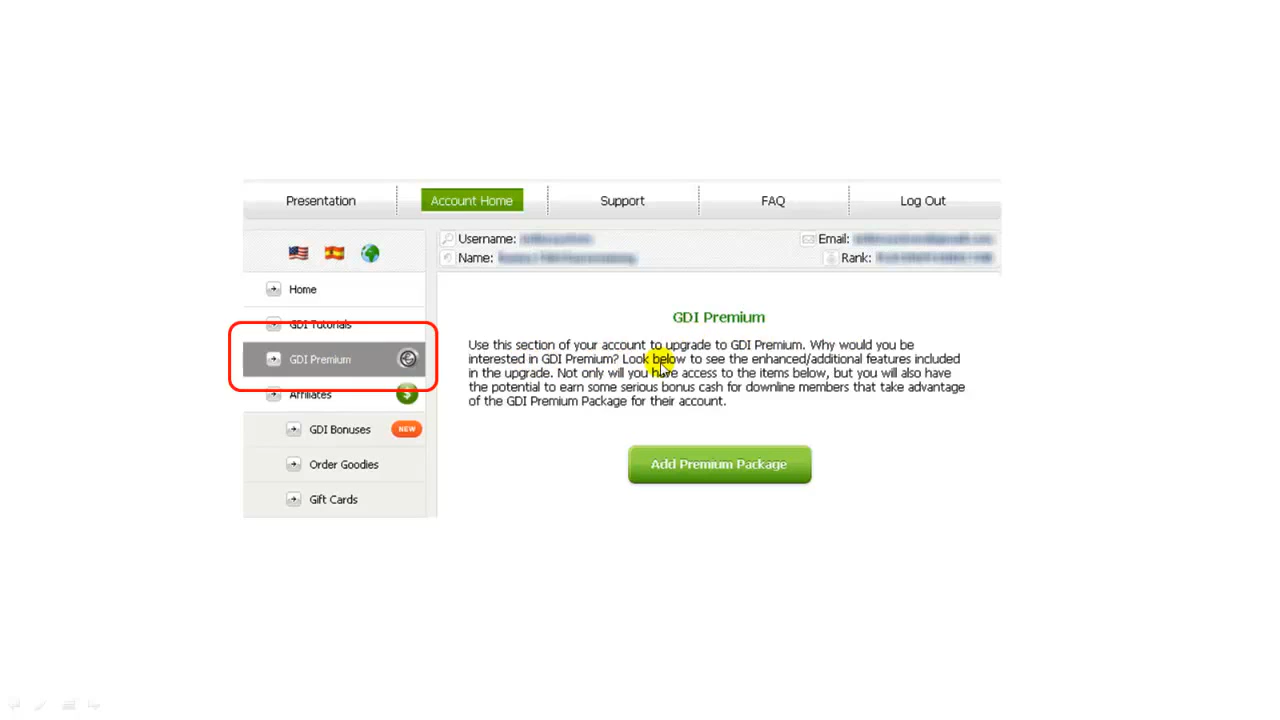 Presentation
Account Home
Support
FAQ
Log Out
Username:
Email:
Name:
Rank:
Home
GDI Tutorials
GDI Premium
Affiliates
GDI Bonuses
NEW
Order Goodies
Gift Cards
GDI Premium
Use this section of your account to upgrade to GDI Premium. Why would you be
interested in GDI Premium? Look below to see the enhanced/additional features included
in the upgrade. Not only will you have access to the items below, but you will also have
the potential to earn some serious bonus cash for downline members that take advantage
of the GDI Premium Package for their account.
Add Premium Package